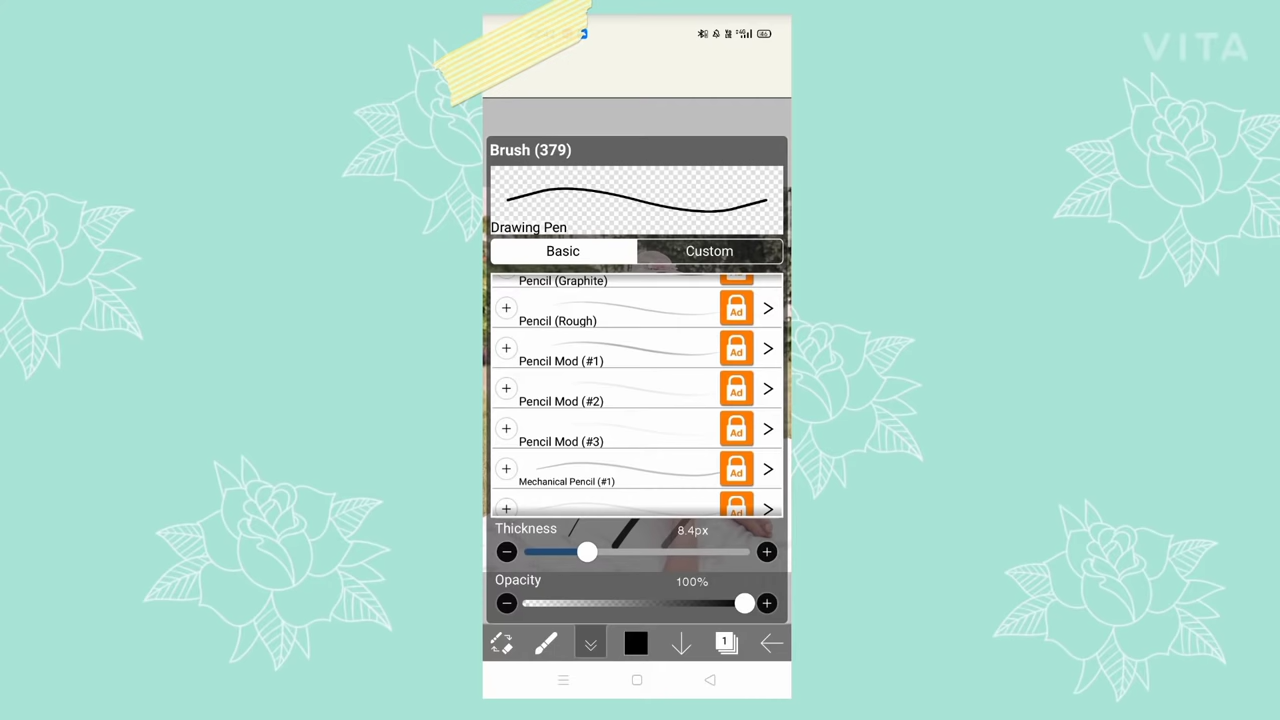 VITA
Brush (379)
Drawing Pen
Basic
Custom
Pencil (Graphite)
Pencil (Rough)
Ad
Pencil Mod (#1)
Ad
Pencil Mod (#2)
Ad
Pencil Mod (#3)
Ad
Mechanical Pencil (#1)
Ad
Ad
Thickness
8.4px
Opacity
100%
1